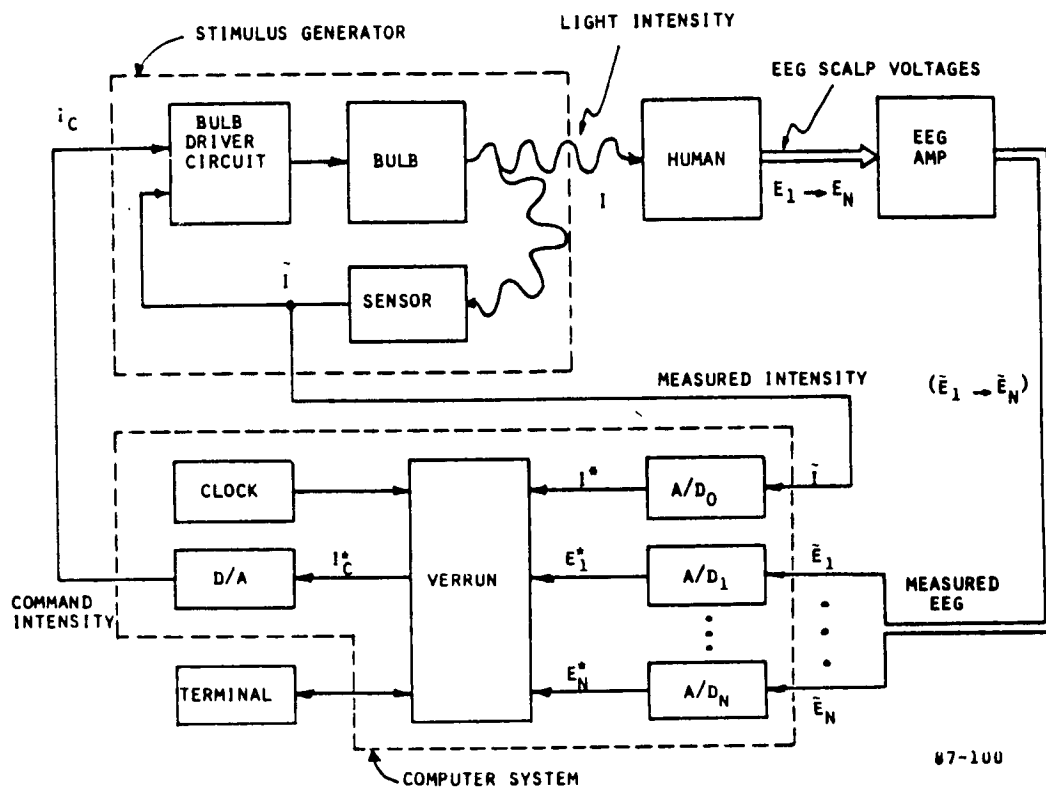 LIGHT INTENSITY
STIMULUS GENERATOR
EEG SCALP VOLTAGES
i_C
BULB
DRIVER
CIRCUIT
BULB
HUMAN
EEG
AMP
I
E_1 → E_N
Ĩ
SENSOR
MEASURED INTENSITY
(Ẽ_1 → Ẽ_N)
CLOCK
I*
A/D_0
Ĩ
D/A
I*_C
VERRUN
E*_1
A/D_1
Ẽ_1
COMMAND
INTENSITY
MEASURED
EEG
TERMINAL
E*_N
A/D_N
Ẽ_N
COMPUTER SYSTEM
87-100